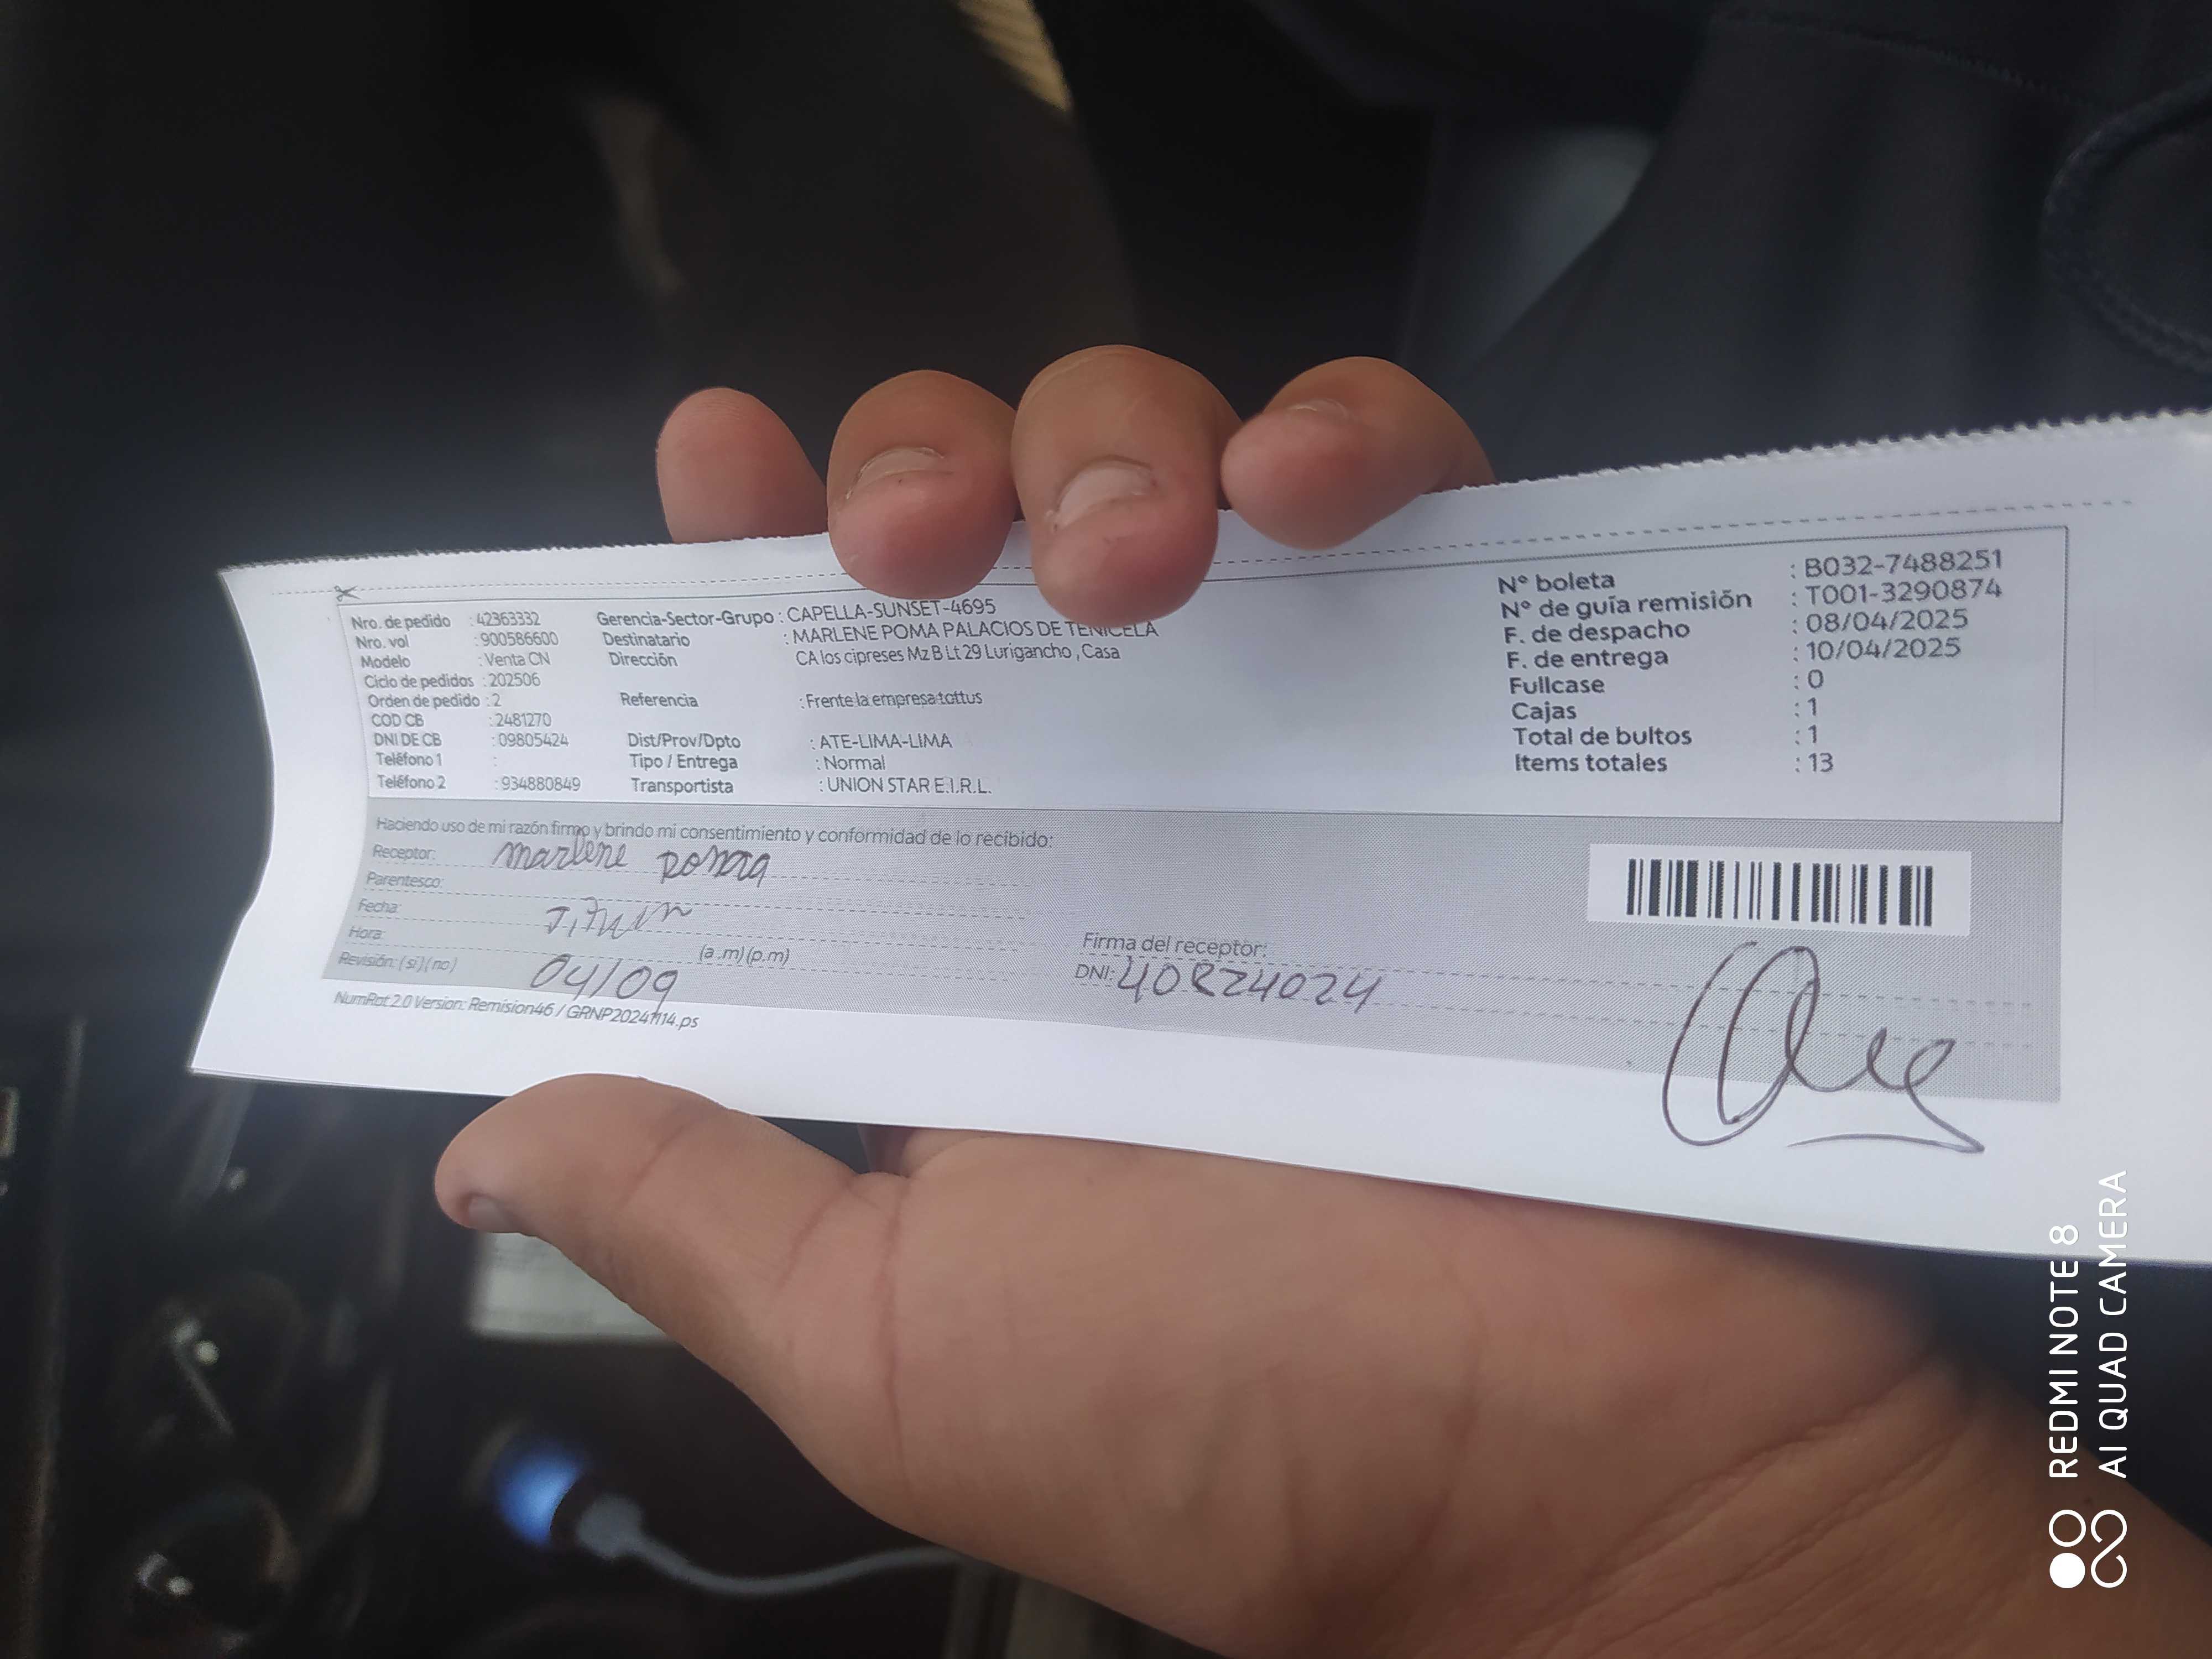 Nro. de pedido : 42363332
Nro. vol : 900586600
Modelo : Venta CN
Ciclo de pedidos : 202506
Orden de pedido : 2
COD CB : 2481270
DNI DE CB : 09805424
Teléfono 1 :
Teléfono 2 : 934880849
Gerencia-Sector-Grupo : CAPELLA-SUNSET-4695
Destinatario : MARLENE POMA PALACIOS DE TENICELA
Dirección CA los cipreses Mz B Lt 29 Lurigancho , Casa
Referencia : Frente la empresa tottus
Dist/Prov/Dpto : ATE-LIMA-LIMA
Tipo / Entrega : Normal
Transportista : UNION STAR E.I.R.L.
N° boleta : B032-7488251
N° de guía remisión : T001-3290874
F. de despacho : 08/04/2025
F. de entrega : 10/04/2025
Fullcase : 0
Cajas : 1
Total de bultos : 1
Items totales : 13
Haciendo uso de mi razón firmo y brindo mi consentimiento y conformidad de lo recibido:
Receptor: Marlene Poma
Parentesco:
Fecha:
Hora: (a .m) (p.m)
Revisión: ( si ) ( no ) 04/09
Firma del receptor:
DNI: 40824024
NumRot 2.0 Version: Remision46 / GRNP20241114.ps
REDMI NOTE 8
AI QUAD CAMERA